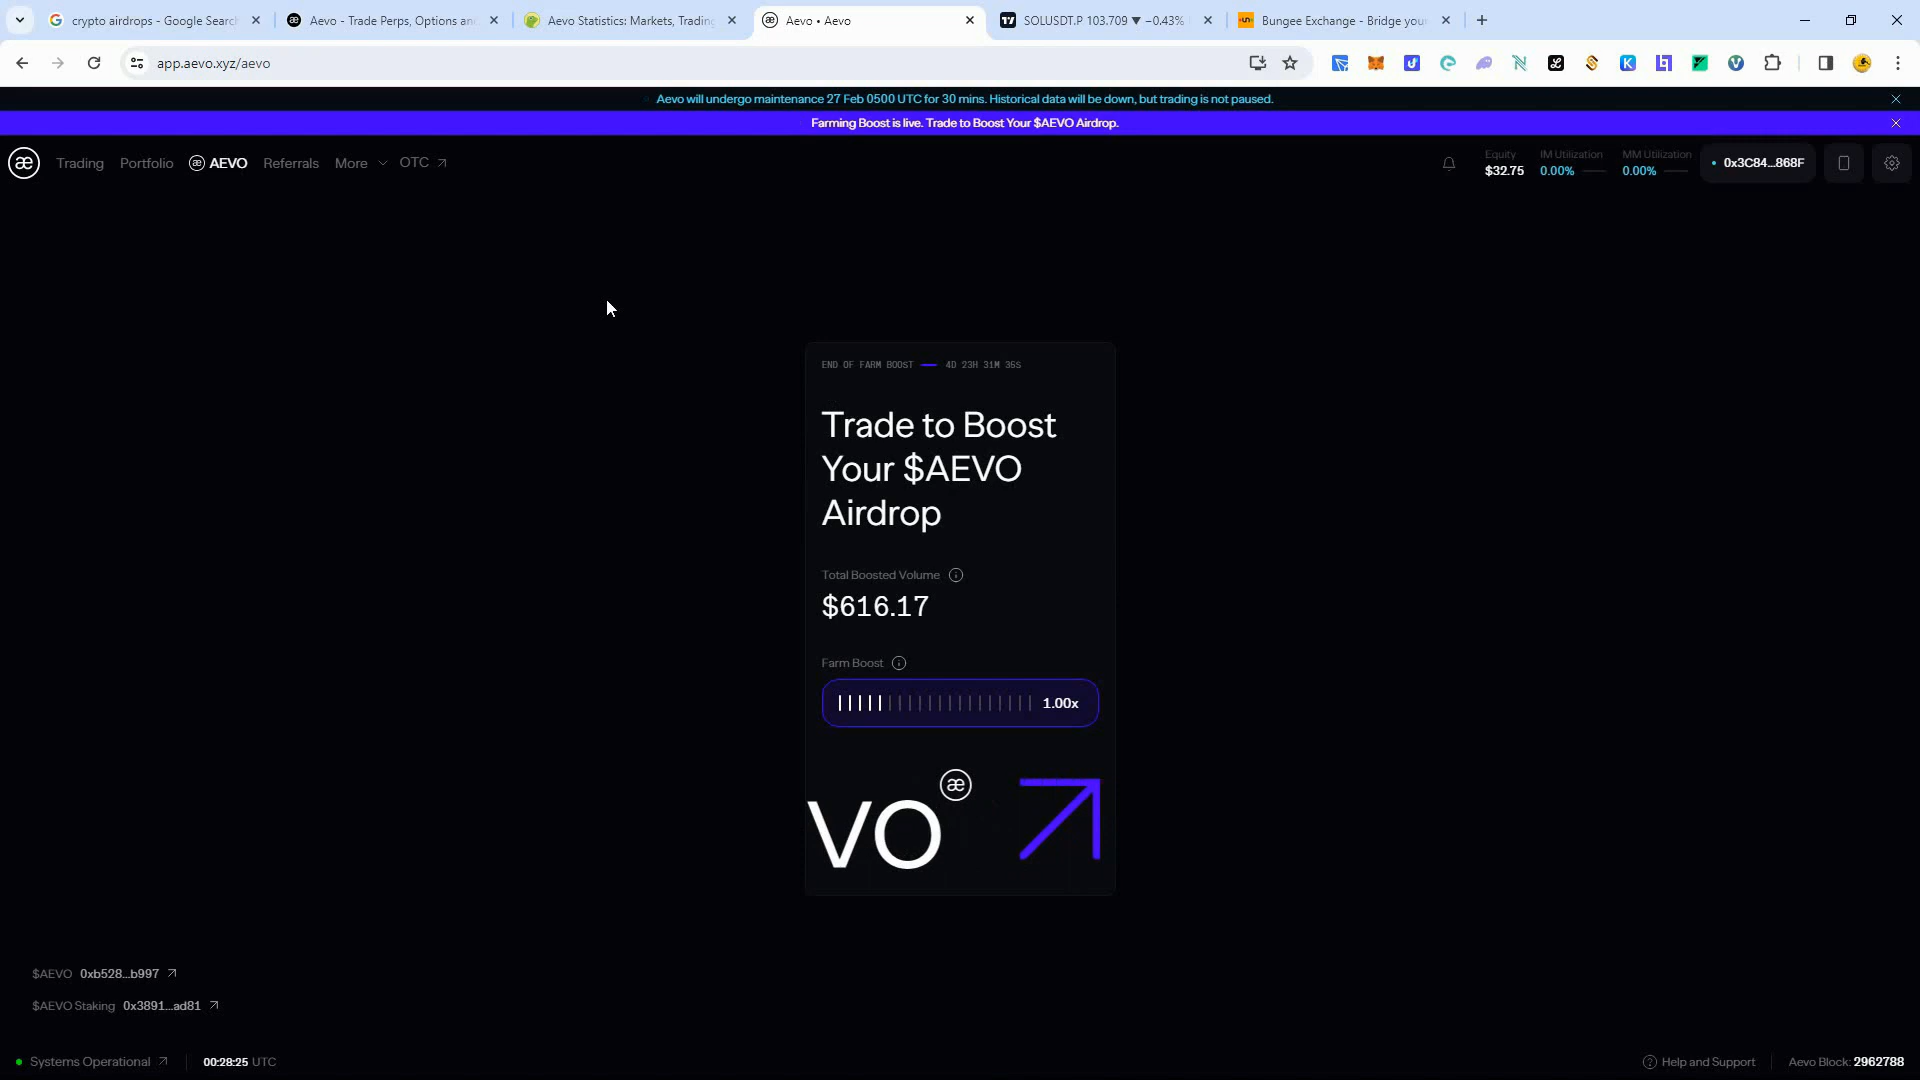 crypto airdrops - Google Search
Aevo - Trade Perps, Options and
Aevo Statistics: Markets, Trading
Aevo • Aevo
SOLUSDT.P 103.709 ▼ −0.43%
Bungee Exchange - Bridge your
app.aevo.xyz/aevo
Aevo will undergo maintenance 27 Feb 0500 UTC for 30 mins. Historical data will be down, but trading is not paused.
Farming Boost is live. Trade to Boost Your $AEVO Airdrop.
Trading
Portfolio
AEVO
Referrals
More
OTC
Equity
$32.75
IM Utilization
0.00%
MM Utilization
0.00%
0x3C84...868F
END OF FARM BOOST
4D 23H 31M 35S
Trade to Boost
Your $AEVO
Airdrop
Total Boosted Volume
$616.17
Farm Boost
1.00x
VO
æ
$AEVO 0xb528...b997
$AEVO Staking 0x3891...ad81
Systems Operational
00:28:25 UTC
Help and Support
Aevo Block: 2962788